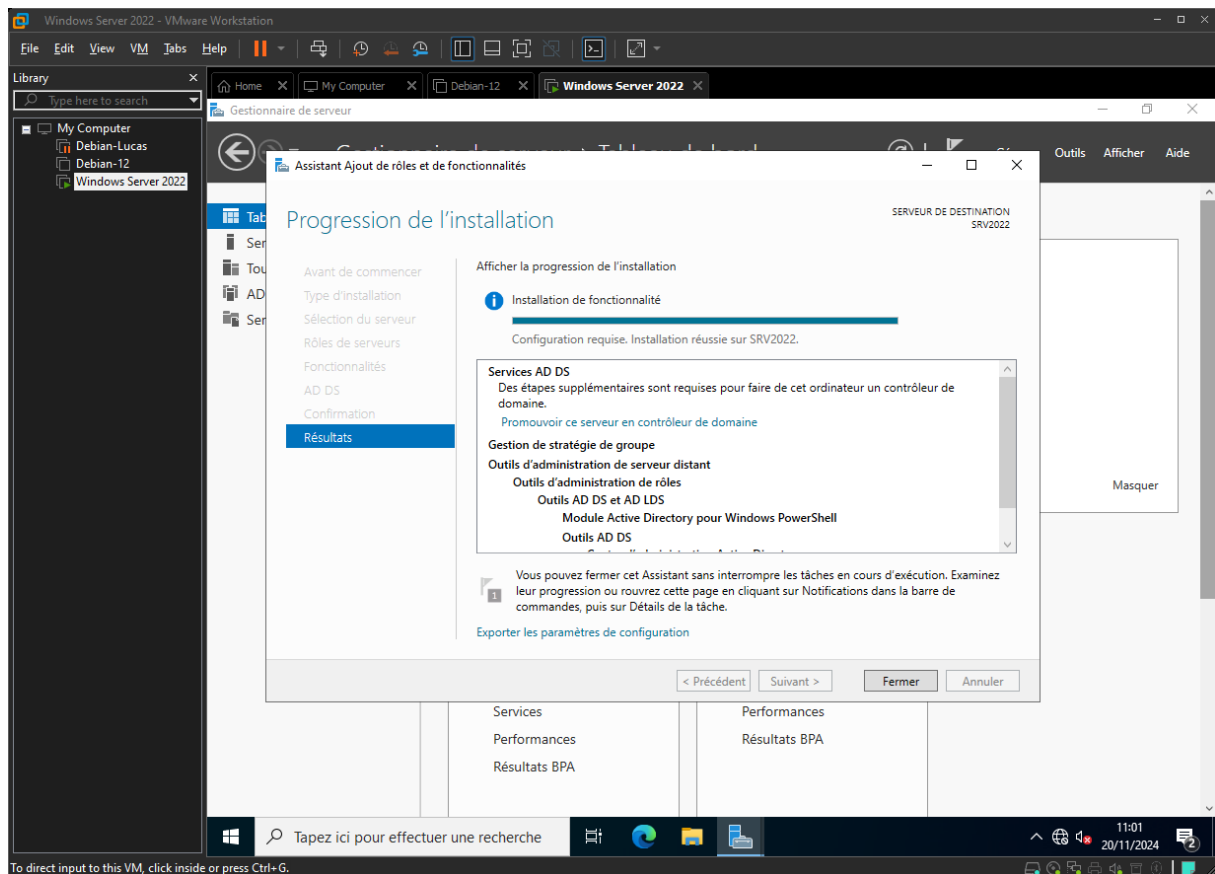 Windows Server 2022 - VMware Workstation
File Edit View VM Tabs Help
Library
Type here to search
My Computer
Debian-Lucas
Debian-12
Windows Server 2022
Home
My Computer
Debian-12
Windows Server 2022
Gestionnaire de serveur
Outils Afficher Aide
Assistant Ajout de rôles et de fonctionnalités
Progression de l'installation
SERVEUR DE DESTINATION
SRV2022
Avant de commencer
Type d'installation
Sélection du serveur
Rôles de serveurs
Fonctionnalités
AD DS
Confirmation
Résultats
Afficher la progression de l'installation
Installation de fonctionnalité
Configuration requise. Installation réussie sur SRV2022.
Services AD DS
Des étapes supplémentaires sont requises pour faire de cet ordinateur un contrôleur de
domaine.
Promouvoir ce serveur en contrôleur de domaine
Gestion de stratégie de groupe
Outils d'administration de serveur distant
Outils d'administration de rôles
Outils AD DS et AD LDS
Module Active Directory pour Windows PowerShell
Outils AD DS
1
Vous pouvez fermer cet Assistant sans interrompre les tâches en cours d'exécution. Examinez
leur progression ou rouvrez cette page en cliquant sur Notifications dans la barre de
commandes, puis sur Détails de la tâche.
Exporter les paramètres de configuration
< Précédent Suivant > Fermer Annuler
Tab
Ser
Tou
AD
Ser
Masquer
Services
Performances
Résultats BPA
Performances
Résultats BPA
Tapez ici pour effectuer une recherche
11:01
20/11/2024
2
To direct input to this VM, click inside or press Ctrl+G.